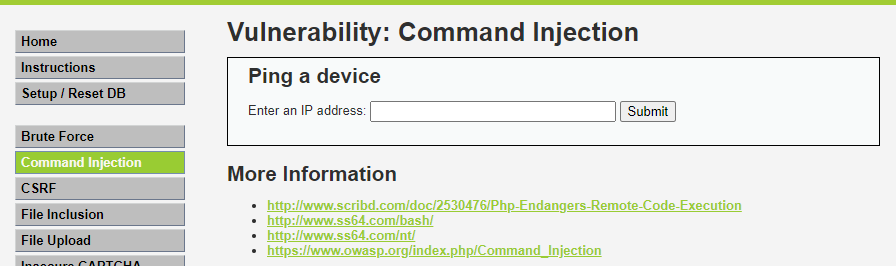 Home
Instructions
Setup / Reset DB
Brute Force
Command Injection
CSRF
File Inclusion
File Upload
Insecure CAPTCHA
Vulnerability: Command Injection
Ping a device
Enter an IP address: Submit
More Information
http://www.scribd.com/doc/2530476/Php-Endangers-Remote-Code-Execution
http://www.ss64.com/bash/
http://www.ss64.com/nt/
https://www.owasp.org/index.php/Command_Injection